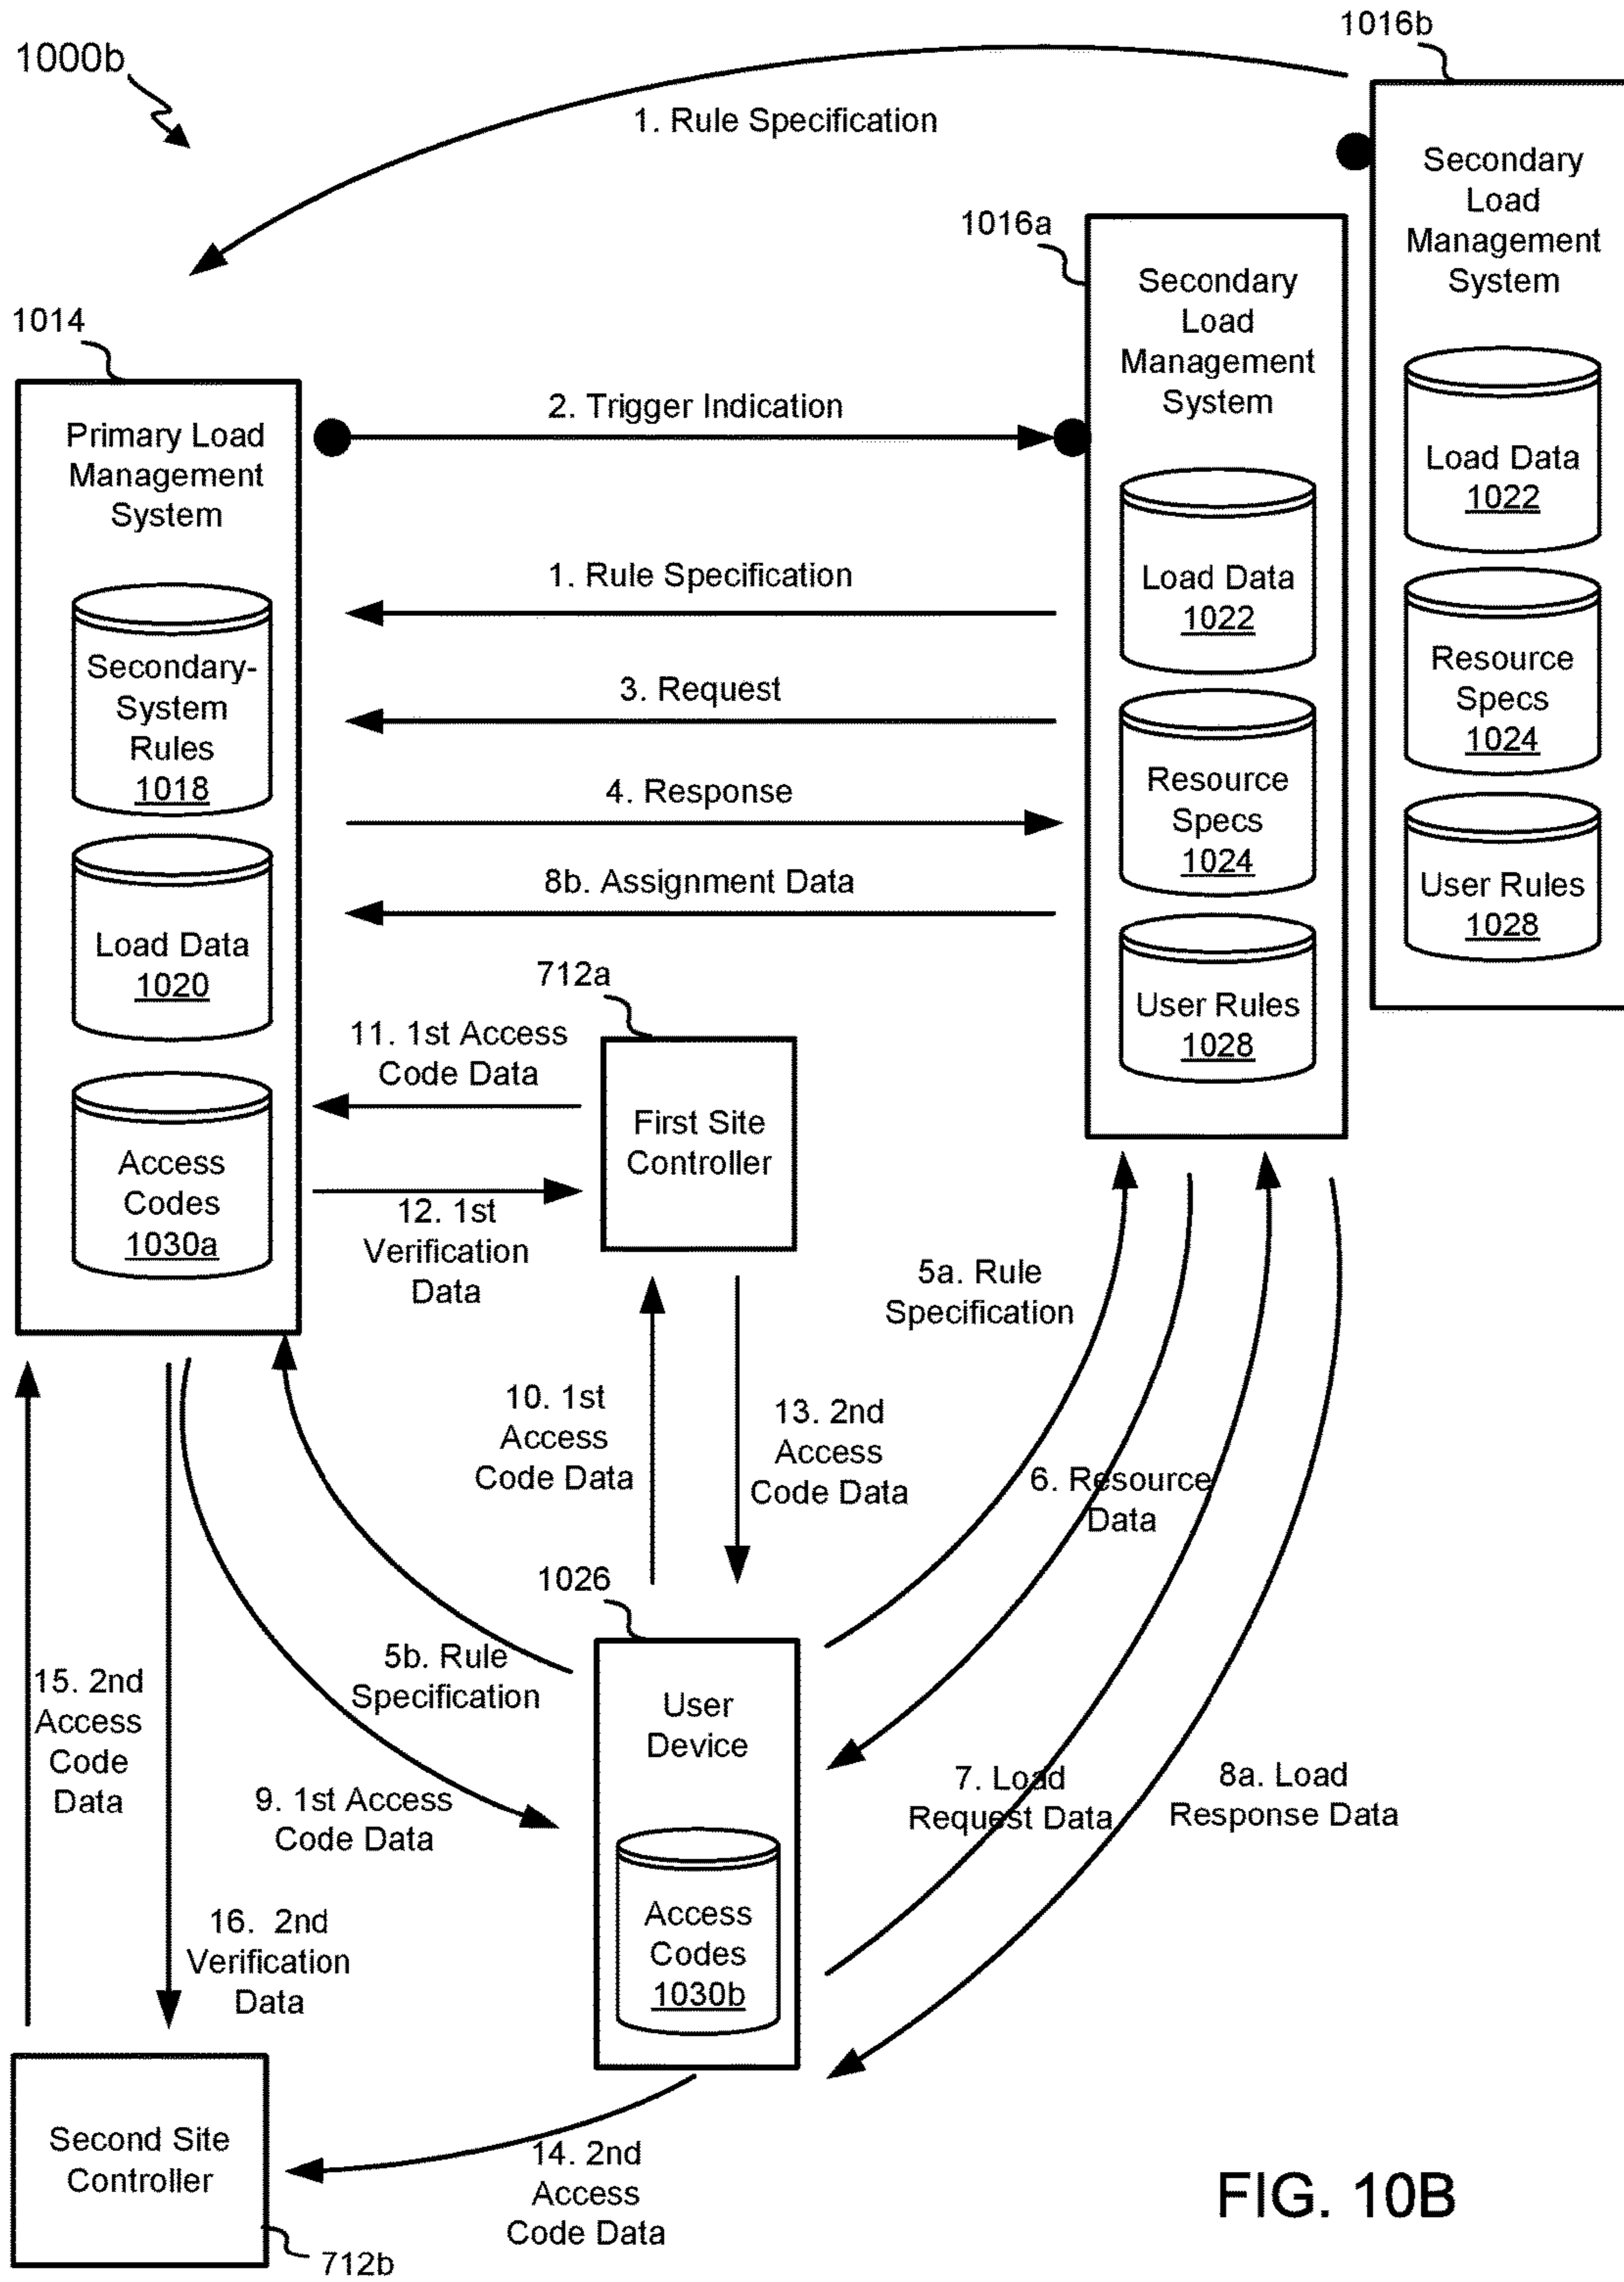 1016b
1000b
1. Rule Specification
Secondary
Load
Management
System
Load Data
1022
Resource
Specs
1024
User Rules
1028
1016a
Secondary
Load
Management
System
Load Data
1022
Resource
Specs
1024
User Rules
1028
1014
Primary Load
Management
System
Secondary-
System
Rules
1018
Load Data
1020
Access
Codes
1030a
2. Trigger Indication
1. Rule Specification
3. Request
4. Response
8b. Assignment Data
712a
First Site
Controller
11. 1st Access
Code Data
12. 1st
Verification
Data
10. 1st
Access
Code Data
13. 2nd
Access
Code Data
5a. Rule
Specification
6. Resource
Data
7. Load
Request Data
8a. Load
Response Data
1026
User
Device
Access
Codes
1030b
5b. Rule
Specification
9. 1st Access
Code Data
15. 2nd
Access
Code
Data
16. 2nd
Verification
Data
Second Site
Controller
712b
14. 2nd
Access
Code Data
FIG. 10B